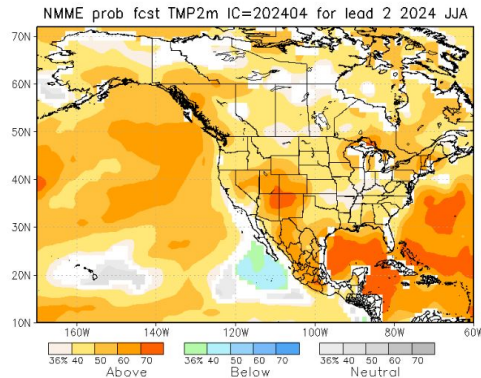 NMME prob fcst TMP2m IC=202404 for lead 2 2024 JJA
70N
60N
50N
40N
30N
20N
10N
160W 140W 120W 100W 80W 60W
36% 40 50 60 70 36% 40 50 60 70 36% 40 50 60 70
Above Below Neutral